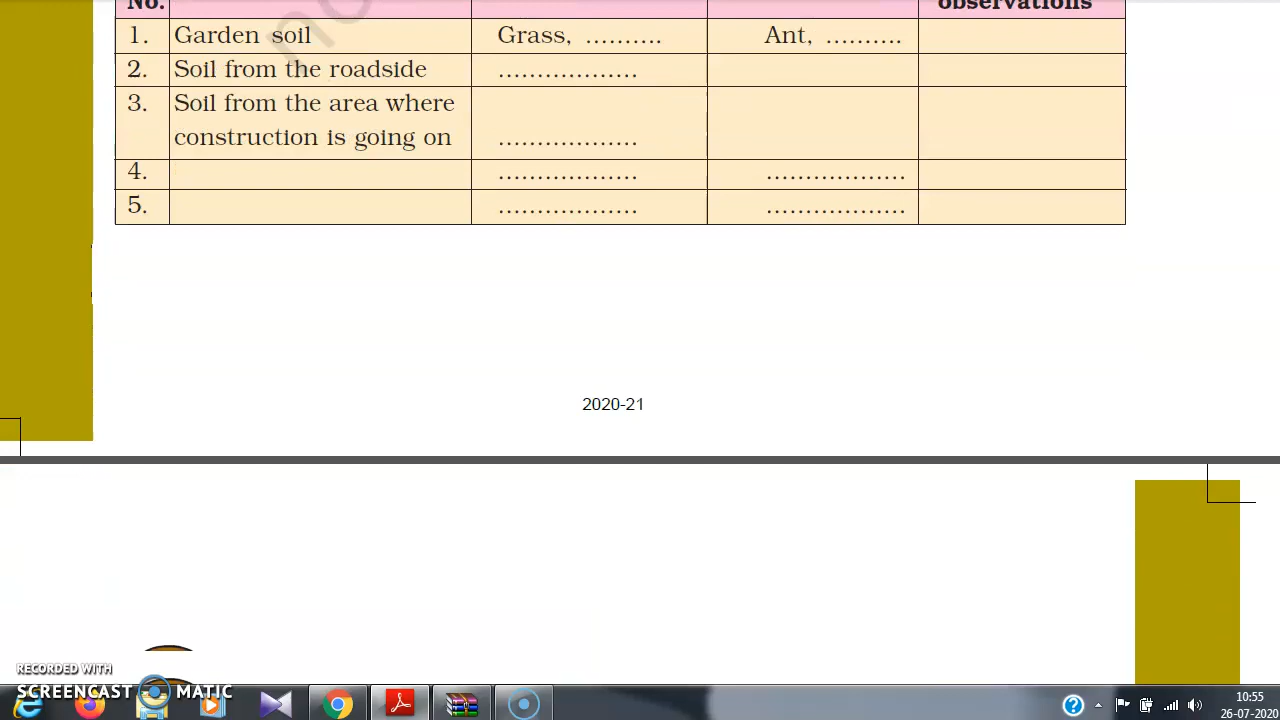 No. observations
1. Garden soil Grass, .......... Ant, ..........
2. Soil from the roadside ..................
3. Soil from the area where
construction is going on ..................
4. .................. ..................
5. .................. ..................
2020-21
RECORDED WITH
SCREENCAST MATIC
10:55
26-07-2020